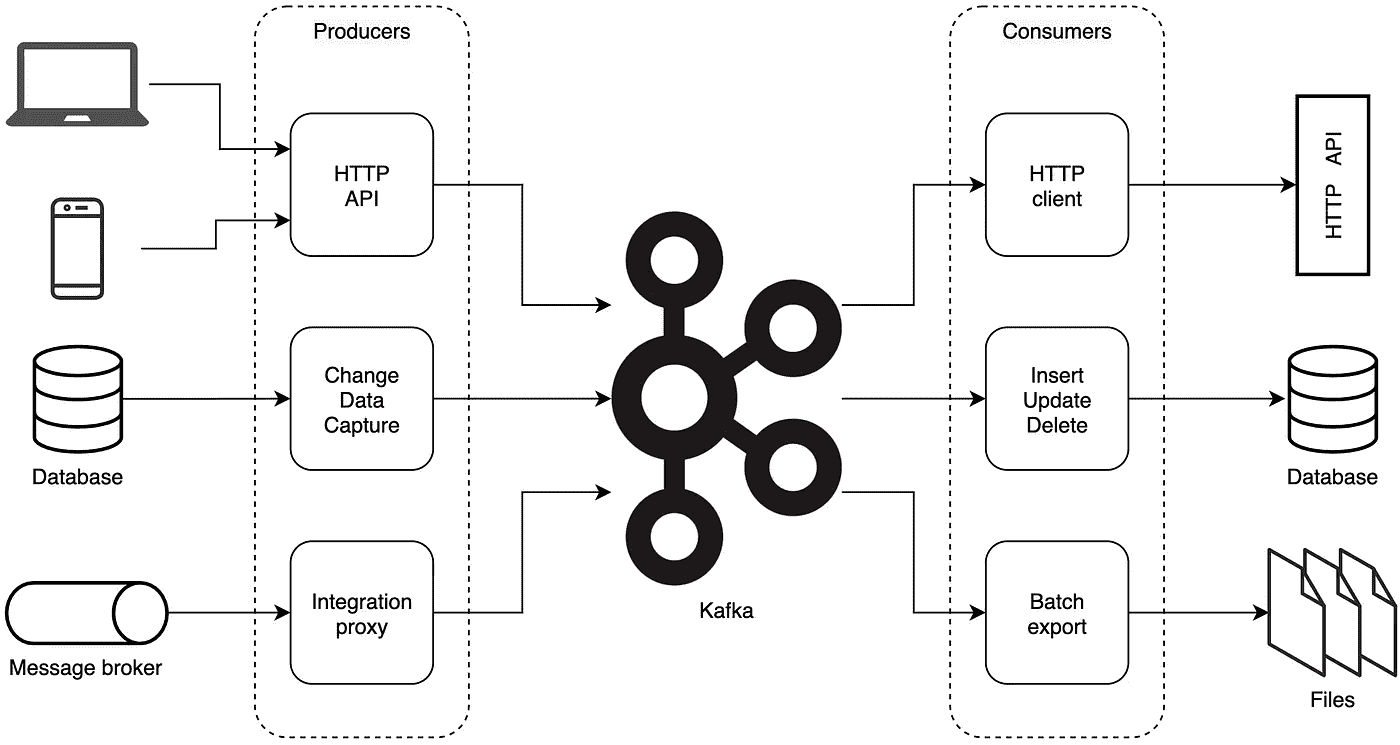 Producers
Consumers
HTTP
API
HTTP
client
HTTP API
Change
Data
Capture
Insert
Update
Delete
Database
Database
Integration
proxy
Kafka
Batch
export
Message broker
Files